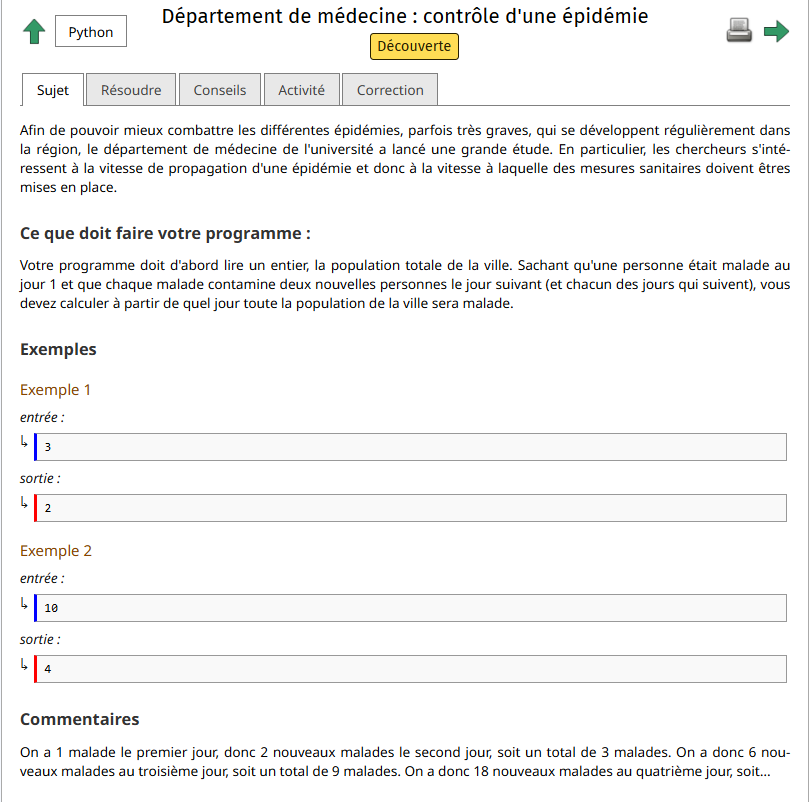 Département de médecine : contrôle d'une épidémie
Python
Découverte
Sujet
Résoudre
Conseils
Activité
Correction
Afin de pouvoir mieux combattre les différentes épidémies, parfois très graves, qui se développent régulièrement dans
la région, le département de médecine de l'université a lancé une grande étude. En particulier, les chercheurs s'inté-
ressent à la vitesse de propagation d'une épidémie et donc à la vitesse à laquelle des mesures sanitaires doivent êtres
mises en place.
Ce que doit faire votre programme :
Votre programme doit d'abord lire un entier, la population totale de la ville. Sachant qu'une personne était malade au
jour 1 et que chaque malade contamine deux nouvelles personnes le jour suivant (et chacun des jours qui suivent), vous
devez calculer à partir de quel jour toute la population de la ville sera malade.
Exemples
Exemple 1
entrée :
↳ 3
sortie :
↳ 2
Exemple 2
entrée :
↳ 10
sortie :
↳ 4
Commentaires
On a 1 malade le premier jour, donc 2 nouveaux malades le second jour, soit un total de 3 malades. On a donc 6 nou-
veaux malades au troisième jour, soit un total de 9 malades. On a donc 18 nouveaux malades au quatrième jour, soit...